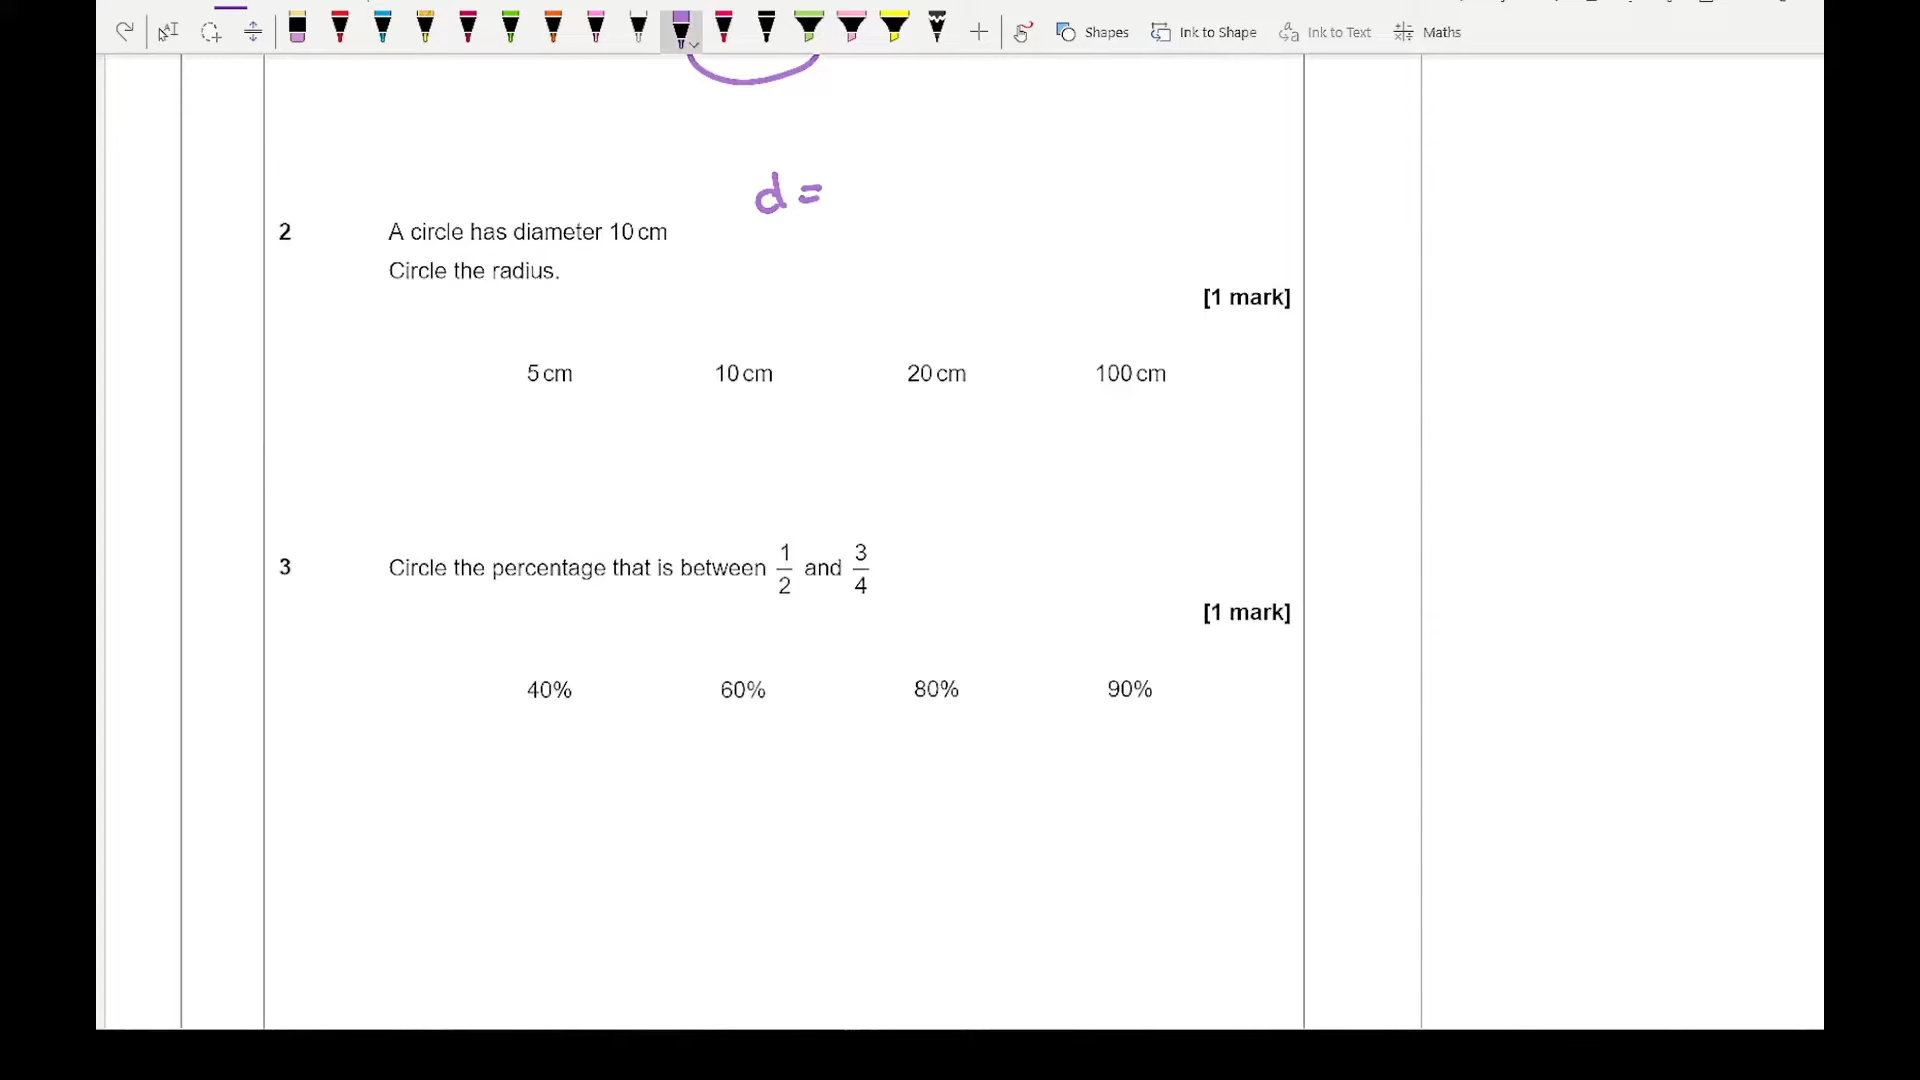 Shapes Ink to Shape Ink to Text Maths
d =
2 A circle has diameter 10 cm
Circle the radius.
[1 mark]
5 cm 10 cm 20 cm 100 cm
3 Circle the percentage that is between 1/2 and 3/4
[1 mark]
40% 60% 80% 90%